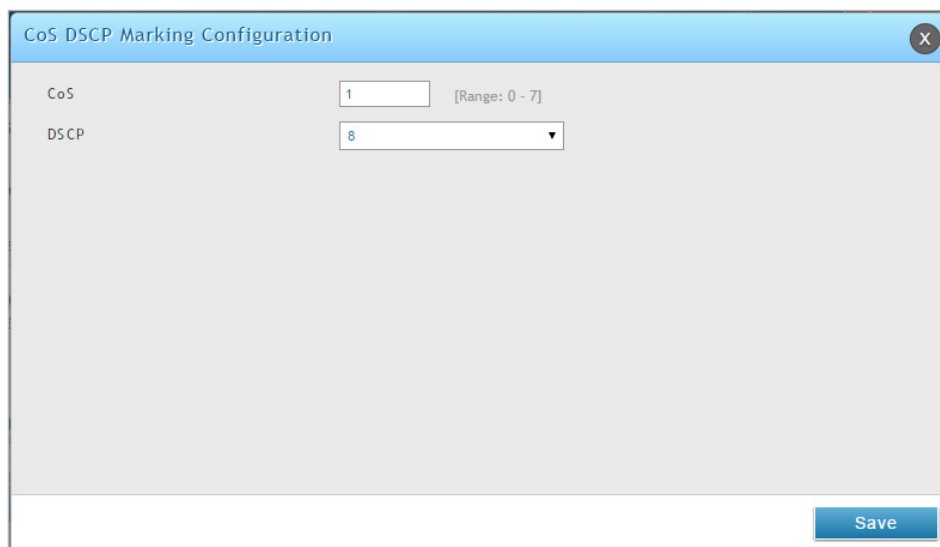 CoS DSCP Marking Configuration
X
CoS 1 [Range: 0 - 7]
DSCP 8
Save